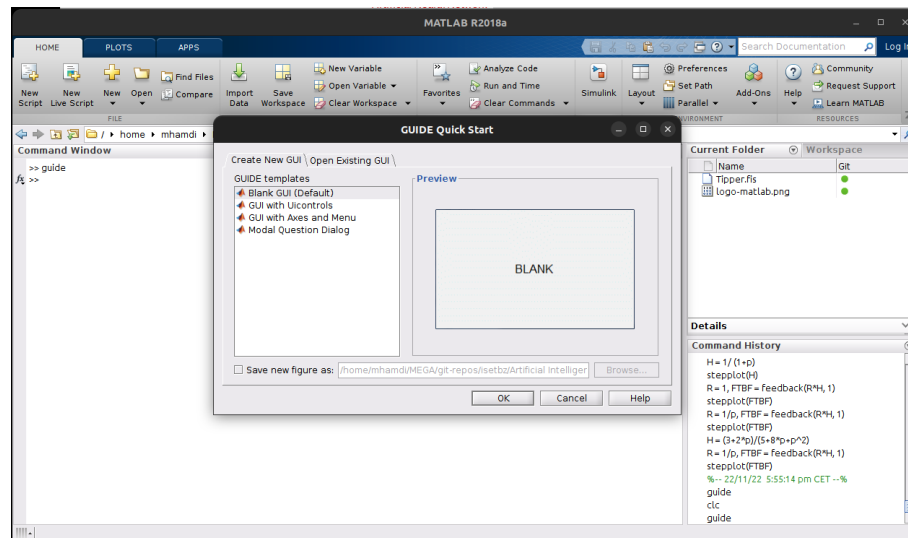 MATLAB R2018a
HOME PLOTS APPS
Search Documentation
Log In
New Script
New Live Script
New
Open
Find Files
Compare
FILE
Import Data
Save Workspace
New Variable
Open Variable
Clear Workspace
Favorites
Analyze Code
Run and Time
Clear Commands
Simulink
Layout
Preferences
Set Path
Parallel
Add-Ons
Help
Community
Request Support
Learn MATLAB
RESOURCES
/ home mhamdi
Command Window
>> guide
fx >>
GUIDE Quick Start
Create New GUI Open Existing GUI
GUIDE templates
Blank GUI (Default)
GUI with Uicontrols
GUI with Axes and Menu
Modal Question Dialog
Preview
BLANK
Save new figure as: /home/mhamdi/MEGA/git-repos/isetbz/Artificial Intelliger Browse...
OK Cancel Help
Current Folder Workspace
Name Git
Tipper.fis
logo-matlab.png
Details
Command History
H = 1/ (1+p)
stepplot(H)
R = 1, FTBF = feedback(R*H, 1)
stepplot(FTBF)
R = 1/p, FTBF = feedback(R*H, 1)
stepplot(FTBF)
H = (3+2*p)/(5+8*p+p^2)
R = 1/p, FTBF = feedback(R*H, 1)
stepplot(FTBF)
%-- 22/11/22 5:55:14 pm CET --%
guide
clc
guide